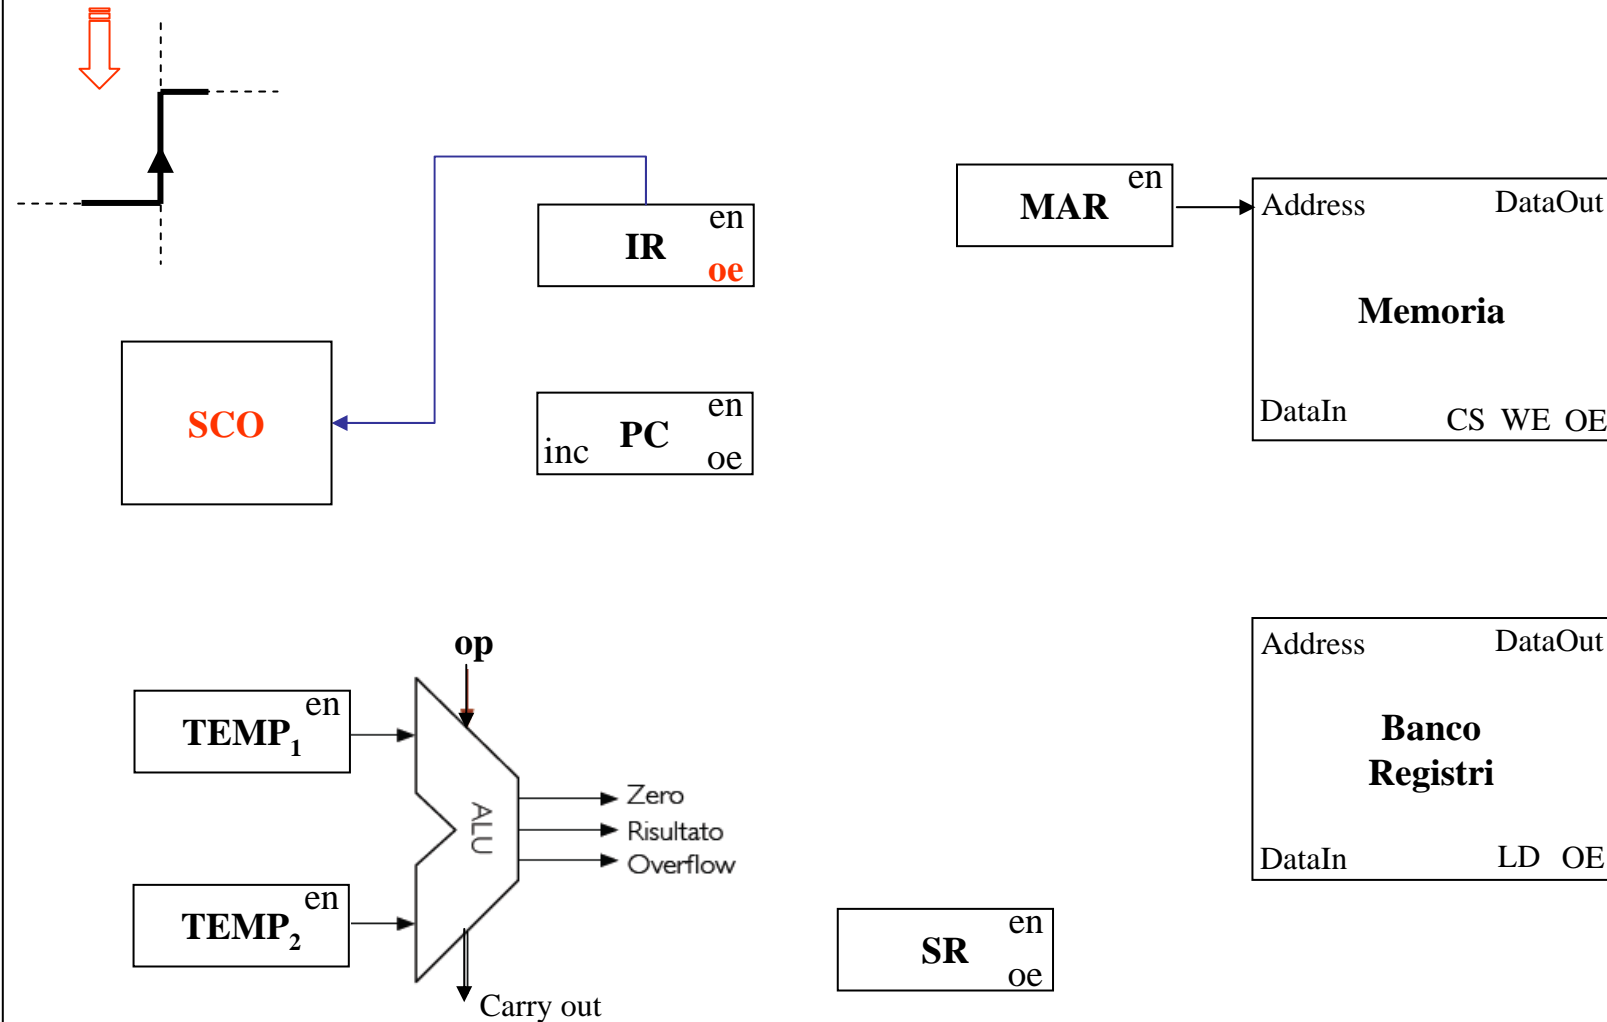 en
IR
oe
en
MAR
Address DataOut
Memoria
DataIn CS WE OE
SCO
en
inc PC
oe
op
en
TEMP1
ALU
Zero
Risultato
Overflow
en
TEMP2
Carry out
en
SR
oe
Address DataOut
Banco
Registri
DataIn LD OE